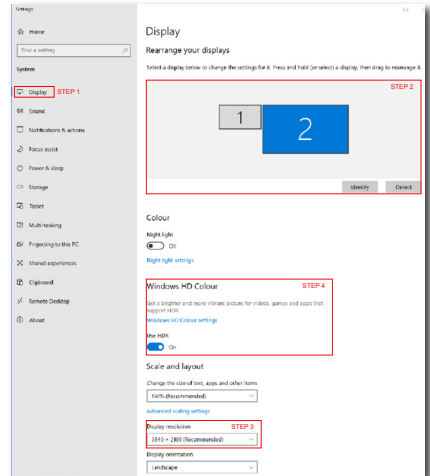 Settings
Home
Find a setting
System
Display STEP 1
Sound
Notifications & actions
Focus assist
Power & sleep
Storage
Tablet
Multi-tasking
Projecting to this PC
Shared experiences
Clipboard
Remote Desktop
About
Display
Rearrange your displays
Select a display below to change the settings for it. Press and hold (or select) a display, then drag to rearrange it.
STEP 2
1
2
Identify Detect
Colour
Night light
Off
Night light settings
Windows HD Colour STEP 4
Get a brighter and more vibrant picture for videos, games and apps that
support HDR.
Windows HD Colour settings
Use HDR
On
Scale and layout
Change the size of text, apps and other items
(Recommended)
Advanced scaling settings
Display resolution STEP 3
3840 × 2160 (Recommended)
Display orientation
Landscape